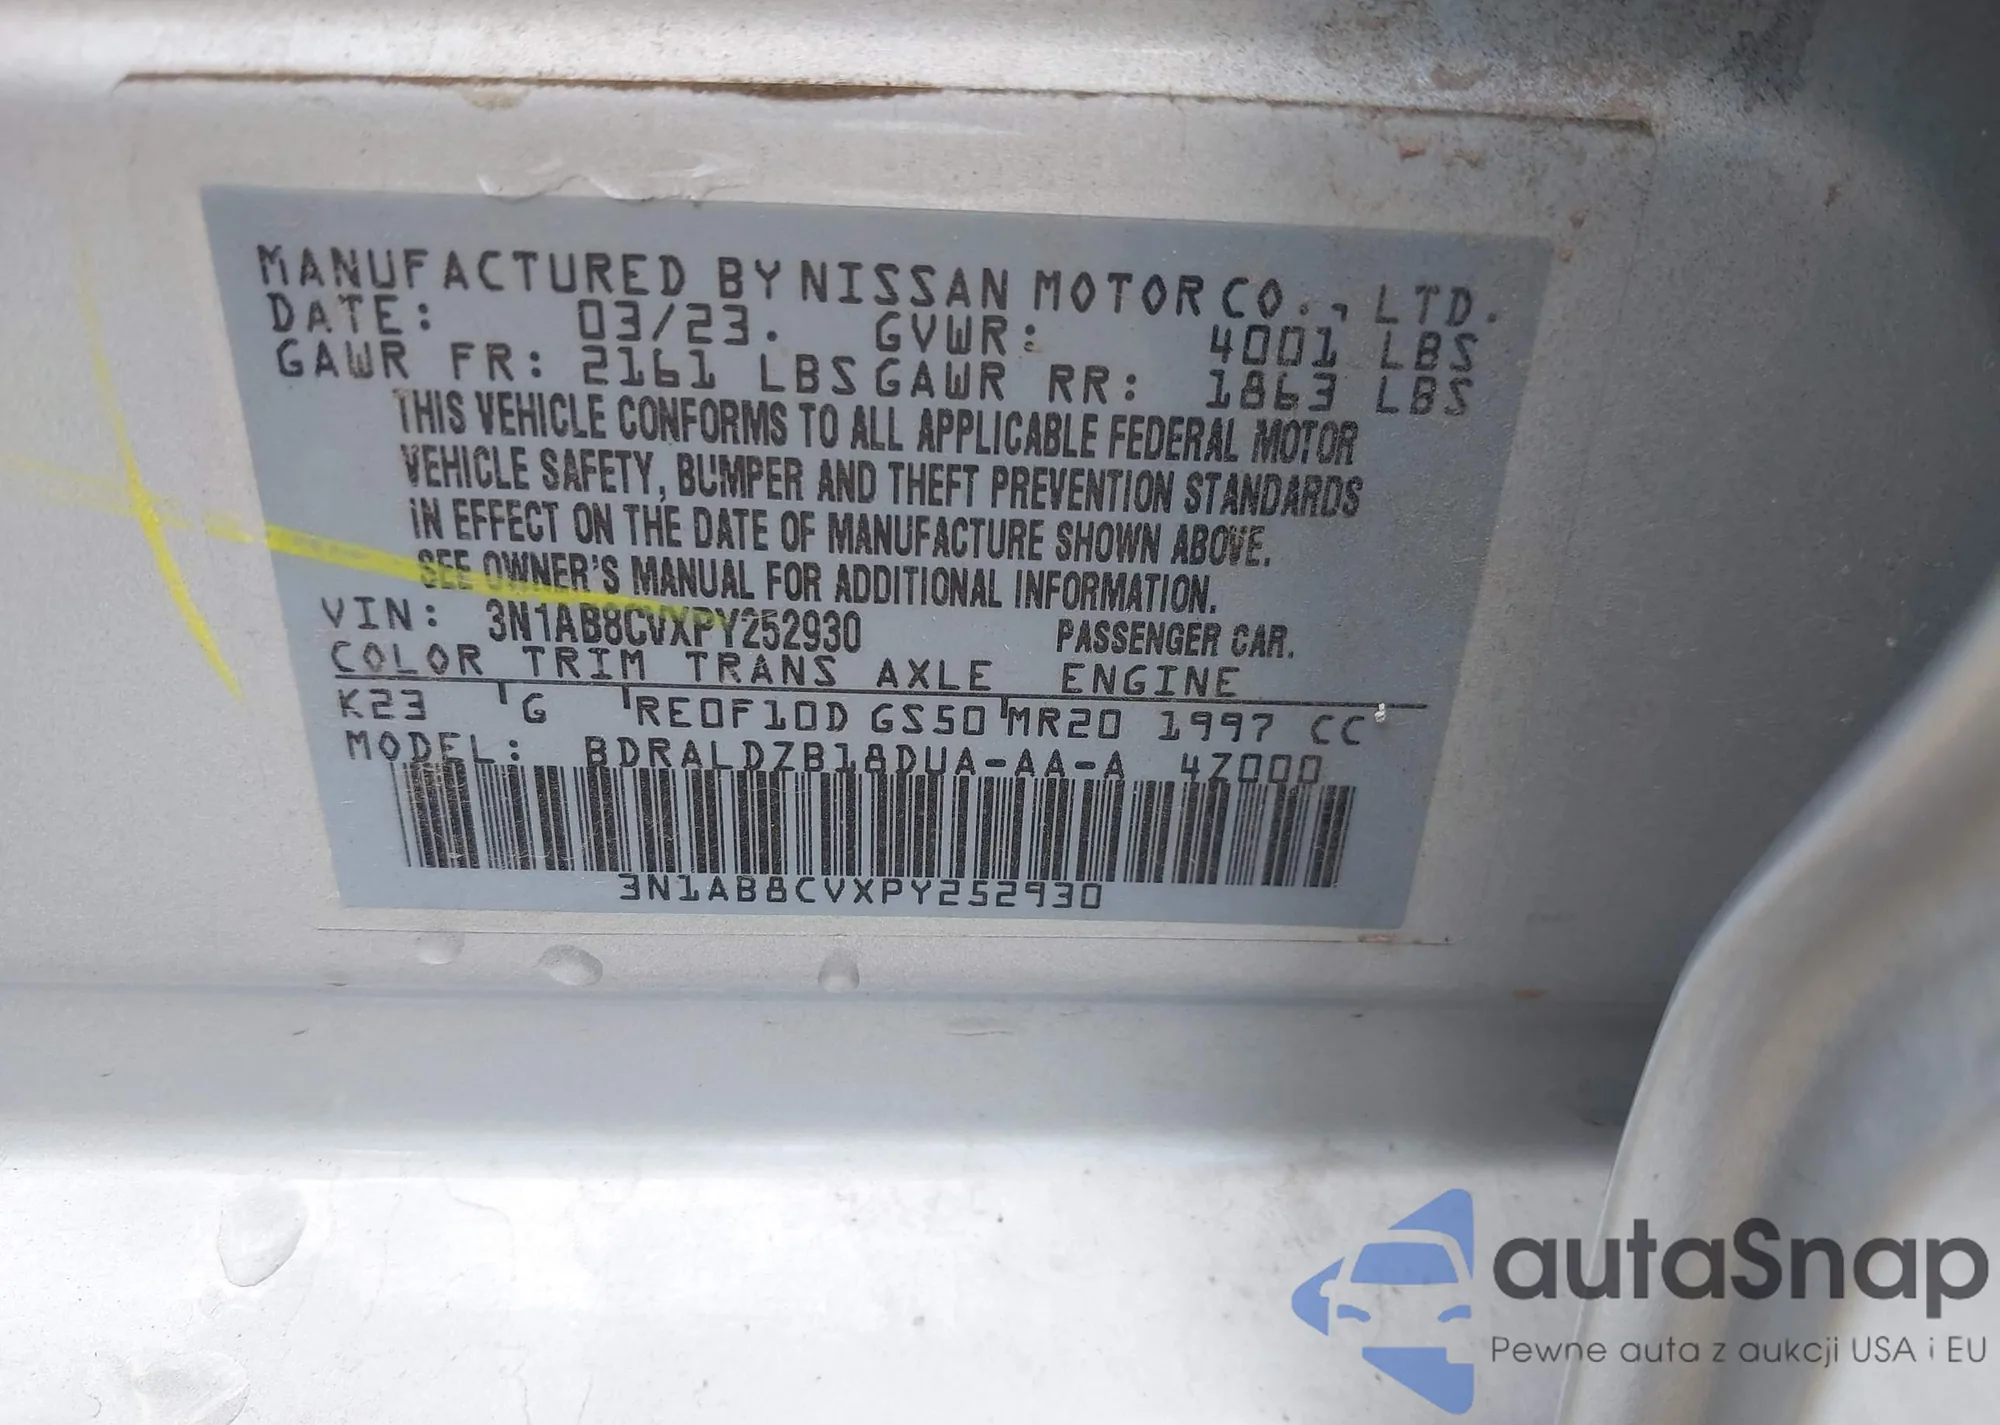 MANUFACTURED BY NISSAN MOTOR CO., LTD.
DATE: 03/23. GVWR: 4001 LBS
GAWR FR: 2161 LBS GAWR RR: 1863 LBS
THIS VEHICLE CONFORMS TO ALL APPLICABLE FEDERAL MOTOR
VEHICLE SAFETY, BUMPER AND THEFT PREVENTION STANDARDS
IN EFFECT ON THE DATE OF MANUFACTURE SHOWN ABOVE.
SEE OWNER'S MANUAL FOR ADDITIONAL INFORMATION.
VIN: 3N1AB8CVXPY252930 PASSENGER CAR.
COLOR TRIM TRANS AXLE ENGINE
K23 G RE0F10D GS50 MR20 1997 CC
MODEL: BDRALDZB18DUA-AA-A 4Z000
3N1AB8CVXPY252930
autaSnap
Pewne auta z aukcji USA i EU